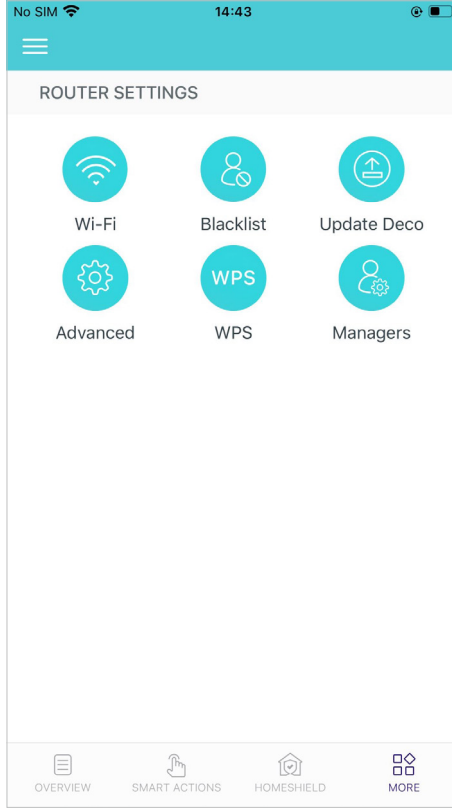 No SIM 14:43
ROUTER SETTINGS
Wi-Fi Blacklist Update Deco
WPS
Advanced WPS Managers
OVERVIEW SMART ACTIONS HOMESHIELD MORE